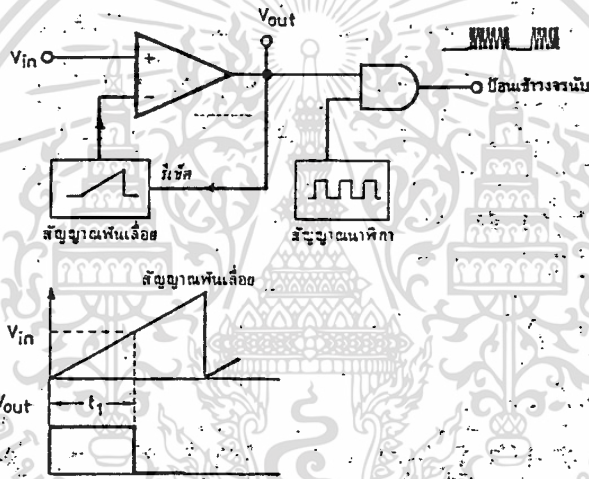 Vout
Vin
+
−
ป้อนเข้าวงจรนับ
รีเซ็ต
สัญญาณฟันเลื่อย
สัญญาณนาฬิกา
สัญญาณฟันเลื่อย
Vin
Vout
t1